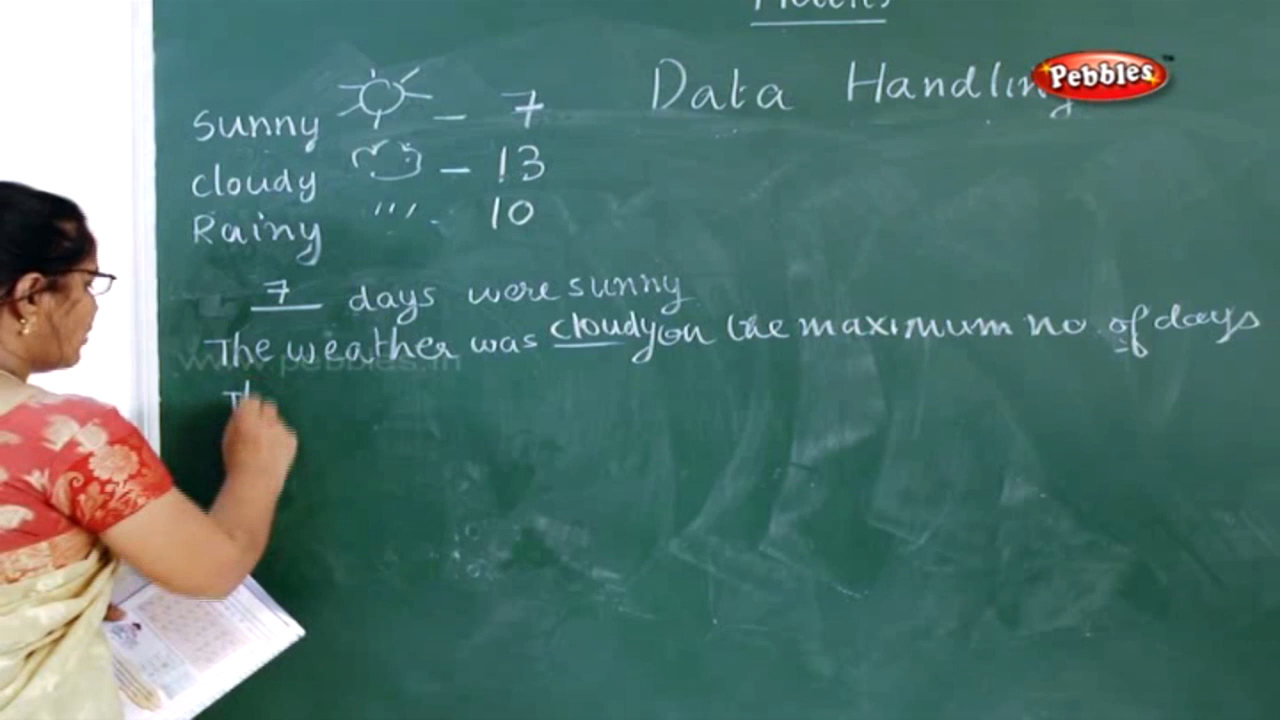 Data Handling
Pebbles™
Sunny – 7
cloudy – 13
Rainy - 10
7 days were sunny
The weather was cloudy on the maximum no. of days
www.pebbles.in
Th